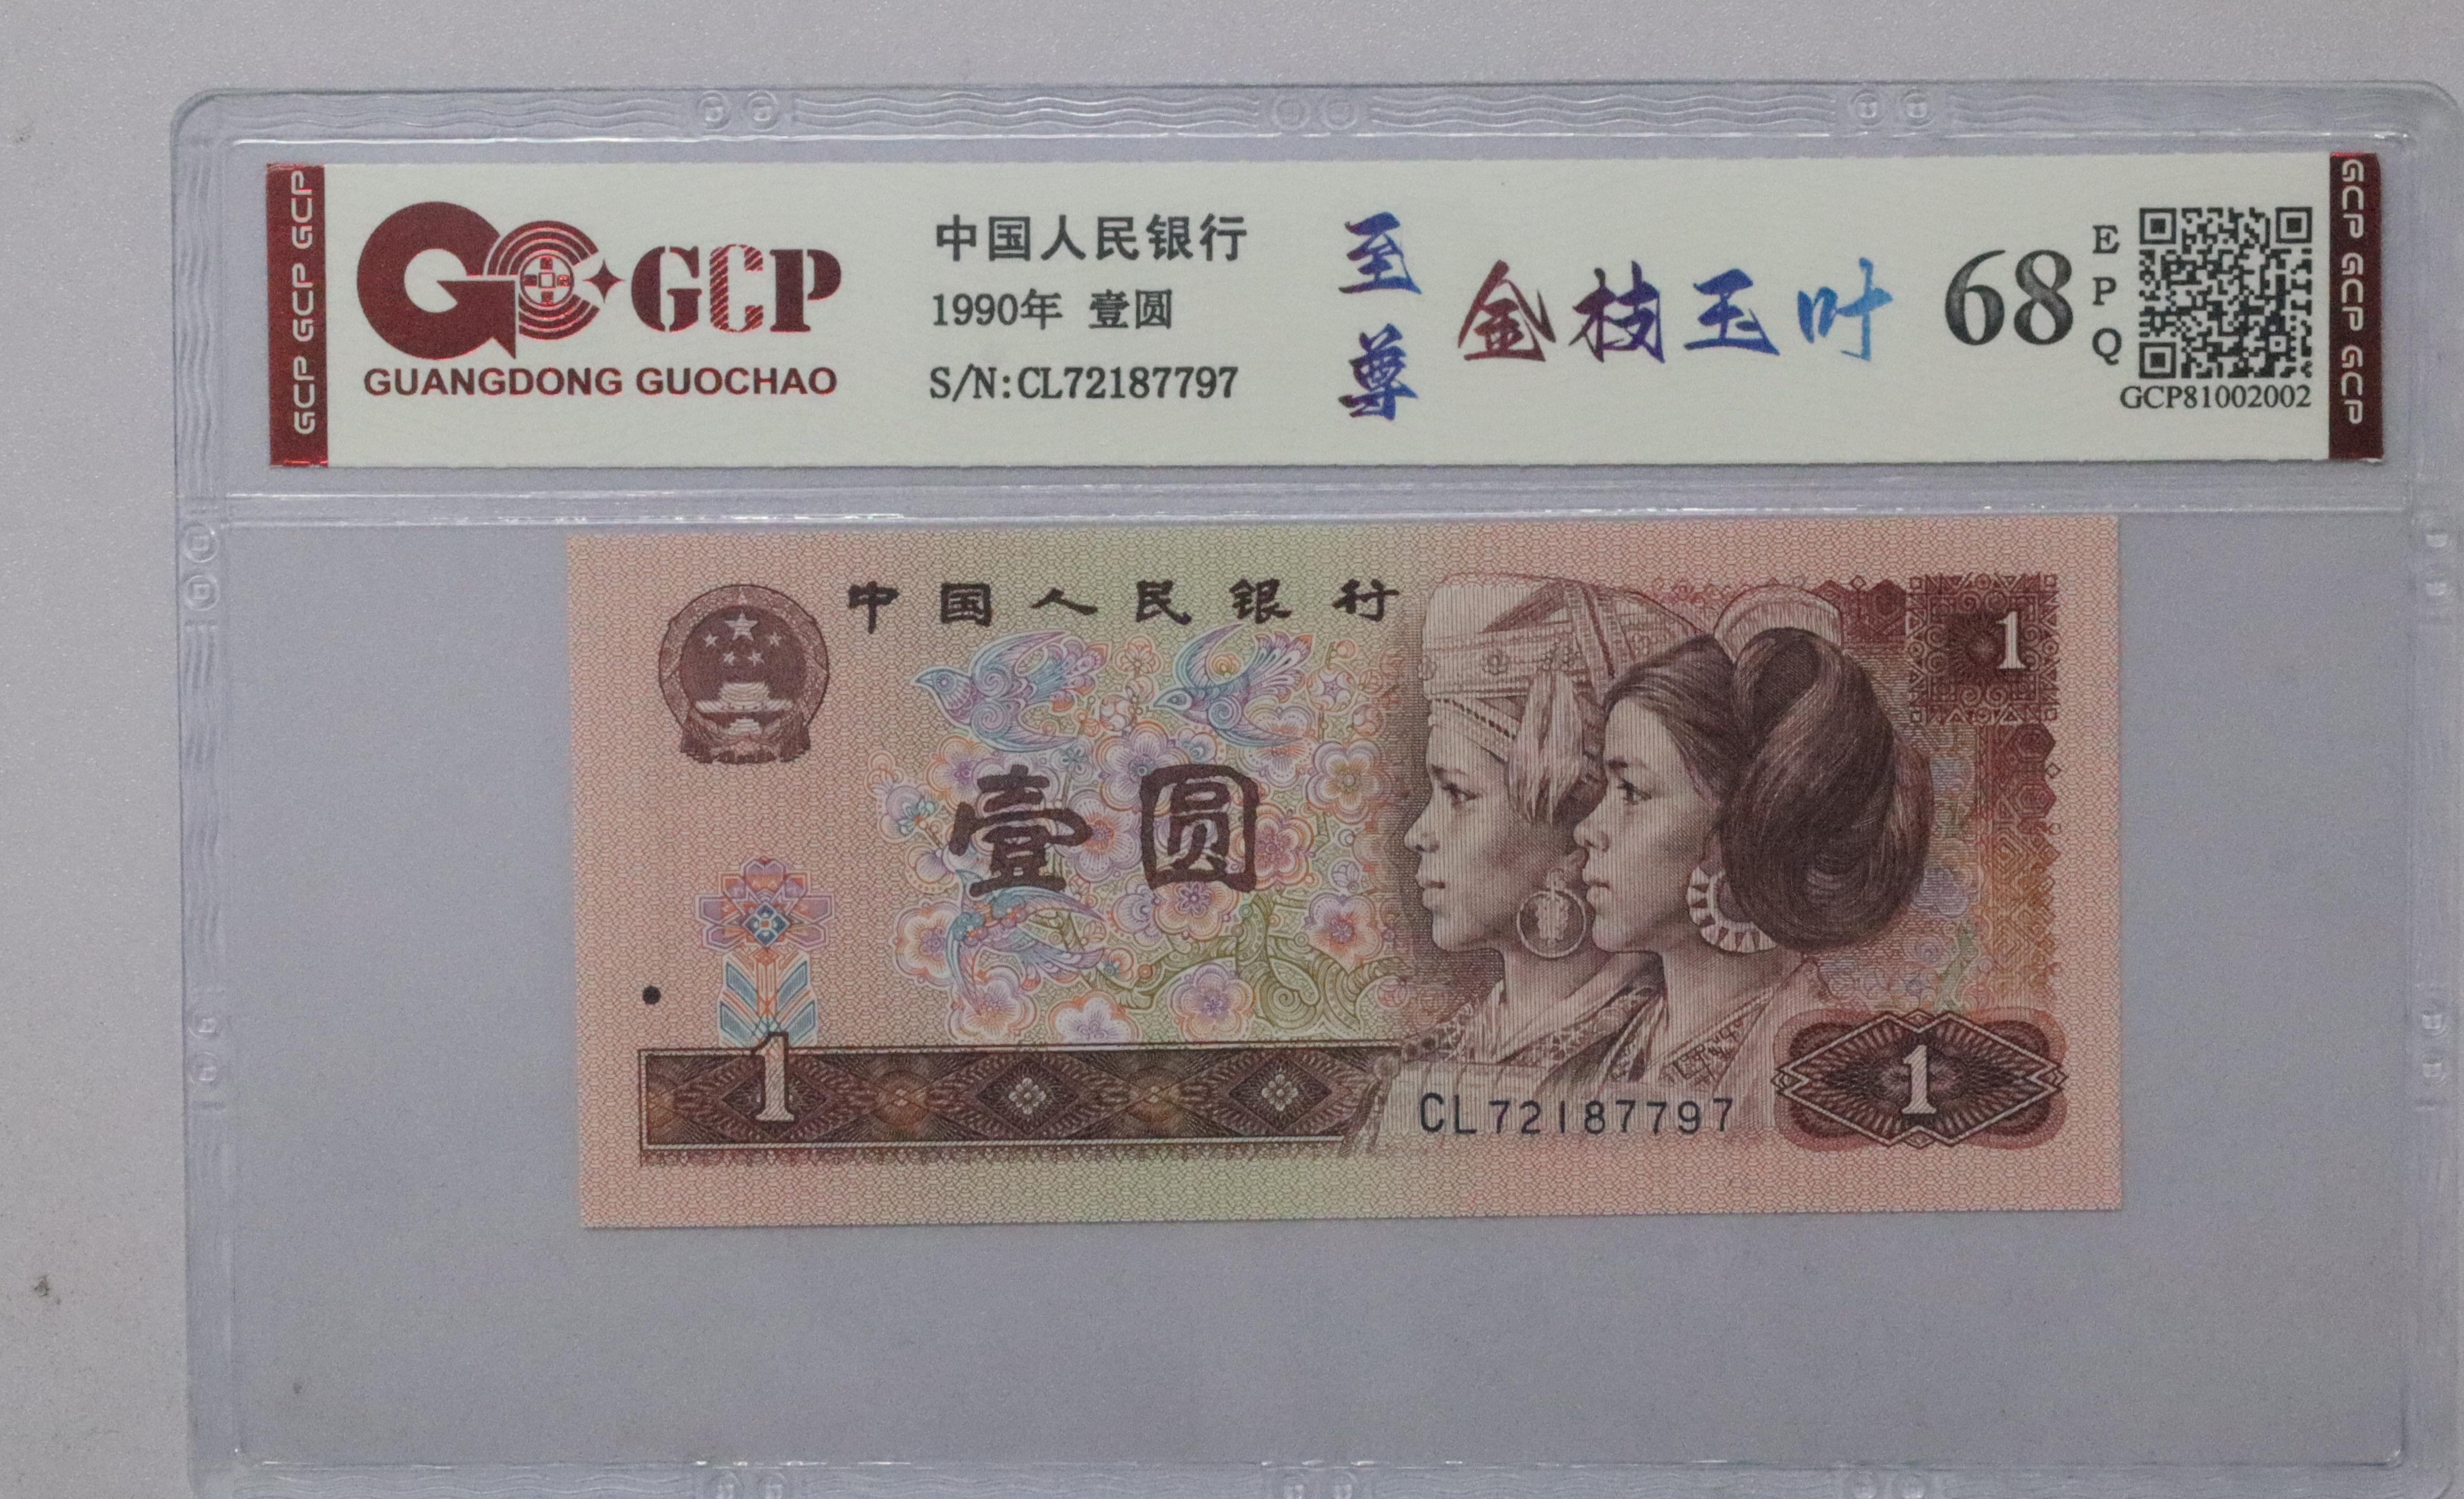 GCP GCP GCP
GCP
GUANGDONG GUOCHAO
中国人民银行
1990年 壹圆
S/N:CL72187797
至尊
金枝玉叶
68
EPQ
GCP81002002
GCP GCP GCP
中国人民银行
1
壹圆
1
CL72187797
1